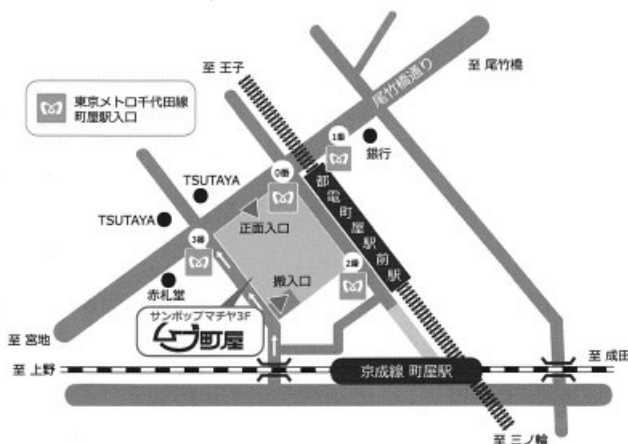 至 王子
尾竹橋通り
至 尾竹橋
東京メトロ千代田線
町屋駅入口
1番
銀行
0番
TSUTAYA
TSUTAYA
都電町屋駅前駅
正面入口
3番
2番
搬入口
赤札堂
サンポップマチヤ3F
ムーブ町屋
至 宮地
至 上野
京成線 町屋駅
至 成田
至 三ノ輪